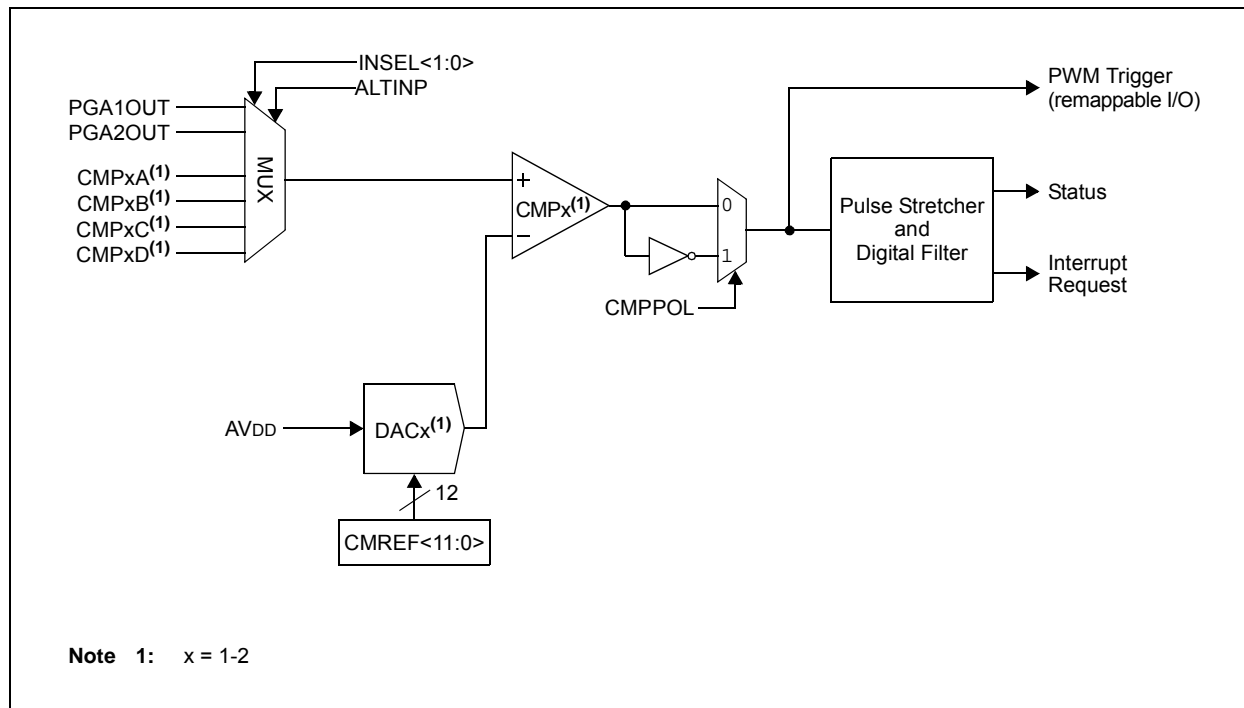 INSEL<1:0>
ALTINP
PGA1OUT
PGA2OUT
CMPxA(1)
CMPxB(1)
CMPxC(1)
CMPxD(1)
MUX
+
CMPx(1)
–
0
1
CMPPOL
PWM Trigger
(remappable I/O)
Pulse Stretcher
and
Digital Filter
Status
Interrupt
Request
AVDD
DACx(1)
12
CMREF<11:0>
Note 1: x = 1-2